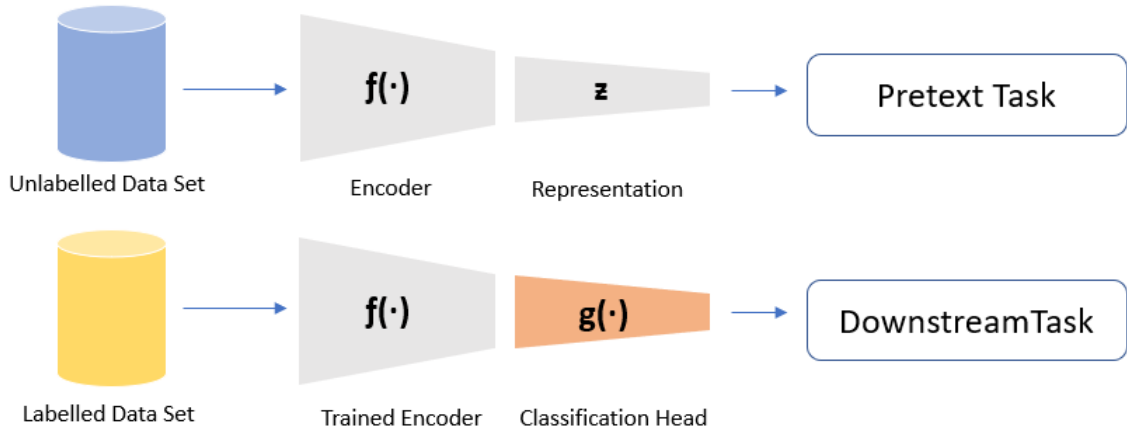 f(·)
z
Pretext Task
Unlabelled Data Set
Encoder
Representation
f(·)
g(·)
DownstreamTask
Labelled Data Set
Trained Encoder
Classification Head